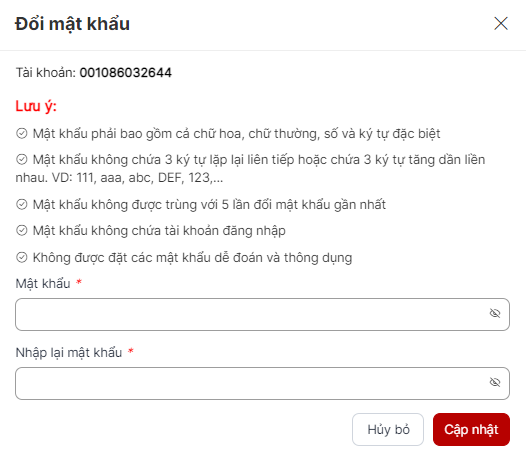 Đổi mật khẩu
Tài khoản: 001086032644
Lưu ý:
Mật khẩu phải bao gồm cả chữ hoa, chữ thường, số và ký tự đặc biệt
Mật khẩu không chứa 3 ký tự lặp lại liên tiếp hoặc chứa 3 ký tự tăng dần liền
nhau. VD: 111, aaa, abc, DEF, 123,...
Mật khẩu không được trùng với 5 lần đổi mật khẩu gần nhất
Mật khẩu không chứa tài khoản đăng nhập
Không được đặt các mật khẩu dễ đoán và thông dụng
Mật khẩu *
Nhập lại mật khẩu *
Hủy bỏ
Cập nhật